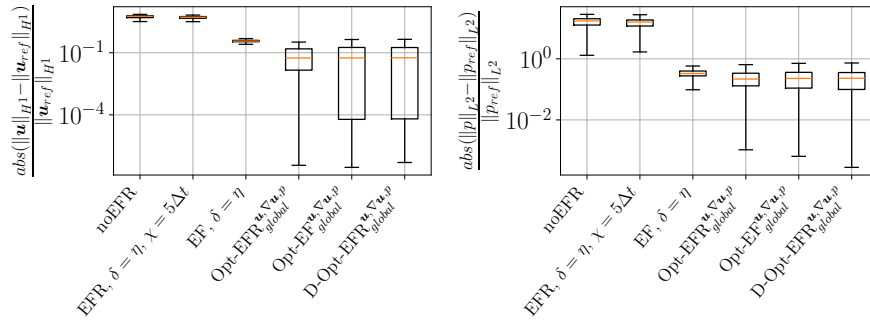 abs(||u||_{H^1}−||u_{ref}||_{H^1})
||u_{ref}||_{H^1}
10^{−1}
10^{−4}
noEFR
EFR, δ = η, χ = 5Δt
EF, δ = η
Opt-EFR^{u,∇u,p}_{global}
Opt-EF^{u,∇u,p}_{global}
D-Opt-EFR^{u,∇u,p}_{global}
abs(||p||_{L^2}−||p_{ref}||_{L^2})
||p_{ref}||_{L^2}
10^{0}
10^{−2}
noEFR
EFR, δ = η, χ = 5Δt
EF, δ = η
Opt-EFR^{u,∇u,p}_{global}
Opt-EF^{u,∇u,p}_{global}
D-Opt-EFR^{u,∇u,p}_{global}